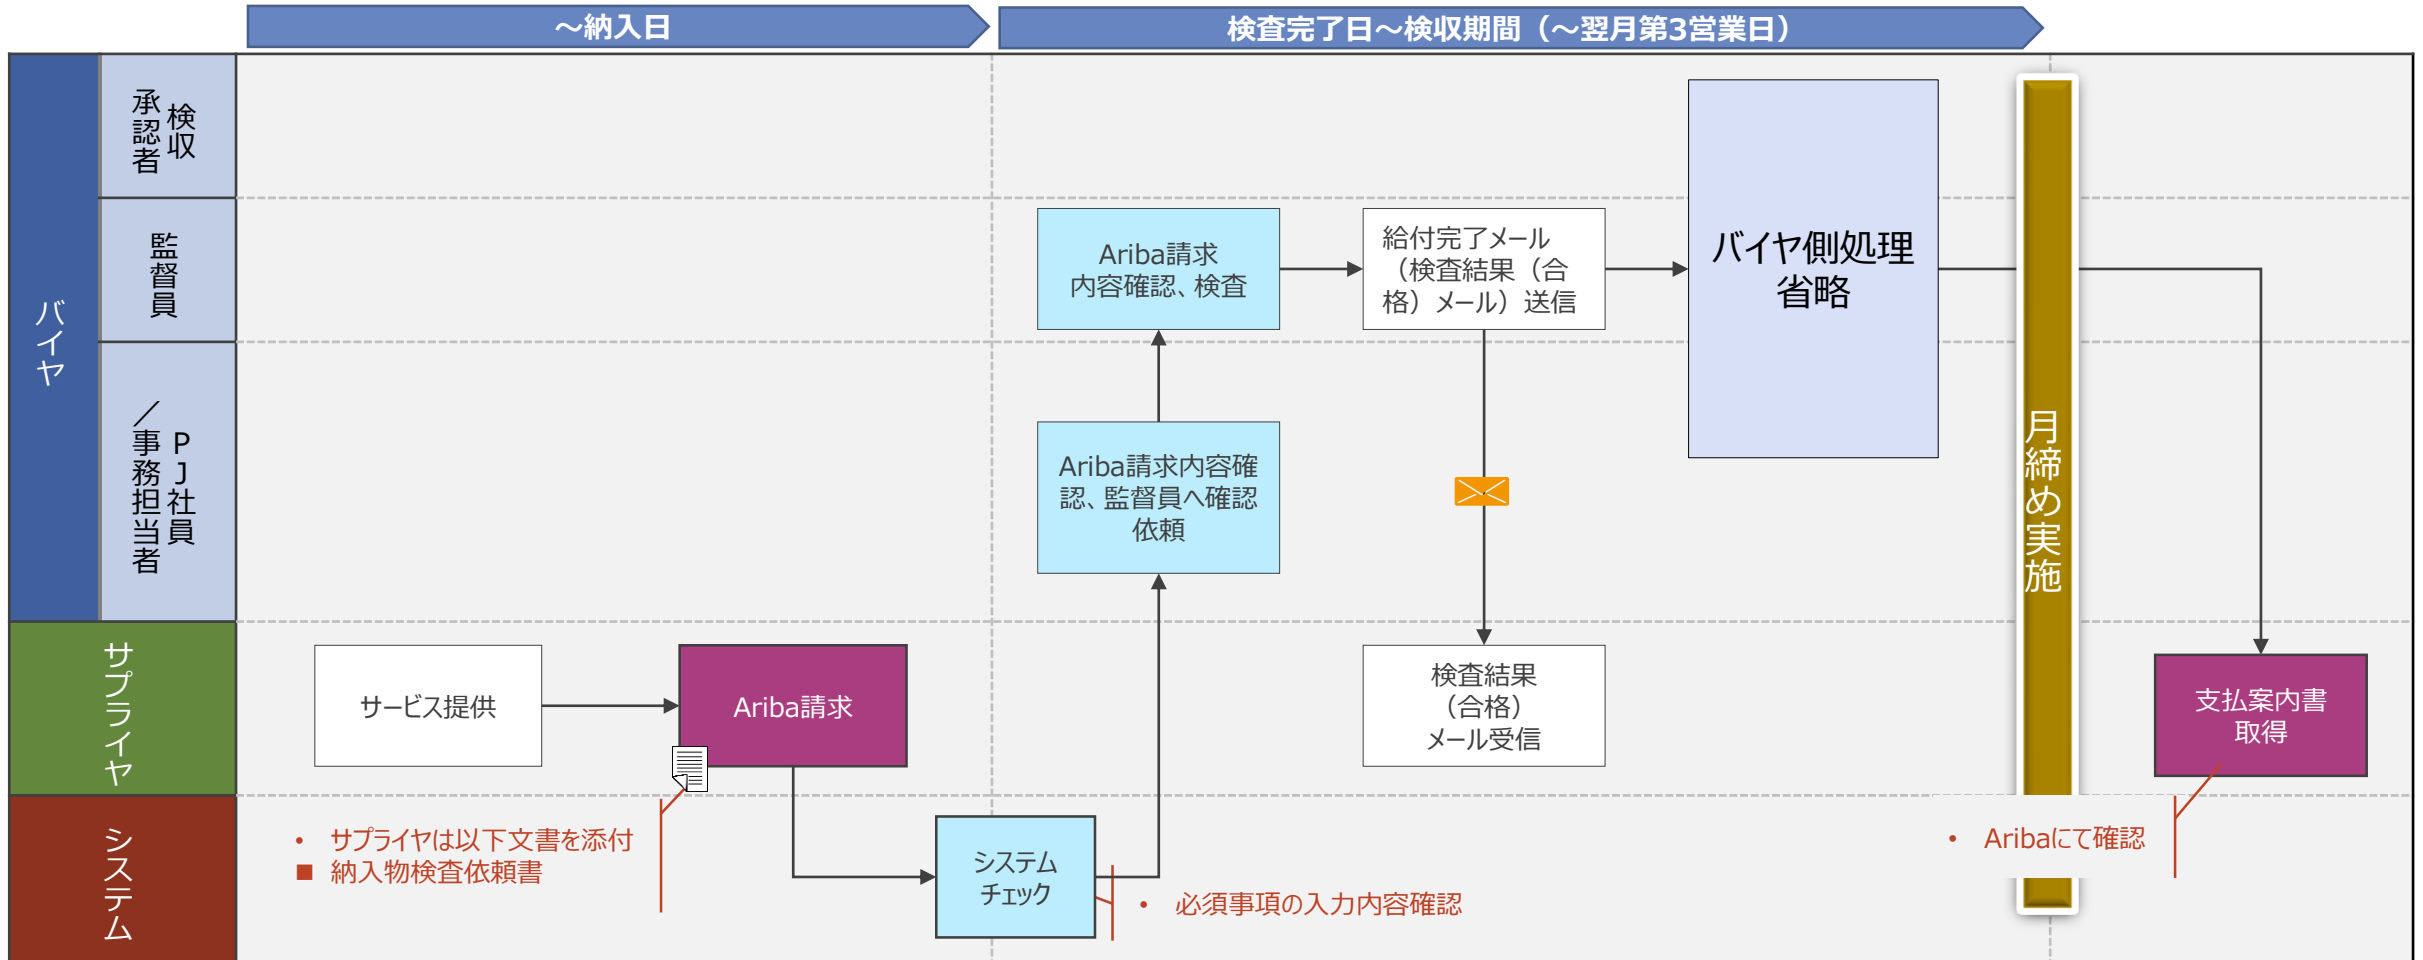 ～納入日
検査完了日～検収期間（～翌月第3営業日）
バイヤ
検収
承認者
監督員
PJ社員
／事務担当者
サプライヤ
システム
Ariba請求
内容確認、検査
給付完了メール
（検査結果（合
格）メール）送信
バイヤ側処理
省略
Ariba請求内容確
認、監督員へ確認
依頼
月締め実施
サービス提供
Ariba請求
検査結果
（合格）
メール受信
支払案内書
取得
• サプライヤは以下文書を添付
■ 納入物検査依頼書
システム
チェック
• 必須事項の入力内容確認
• Aribaにて確認